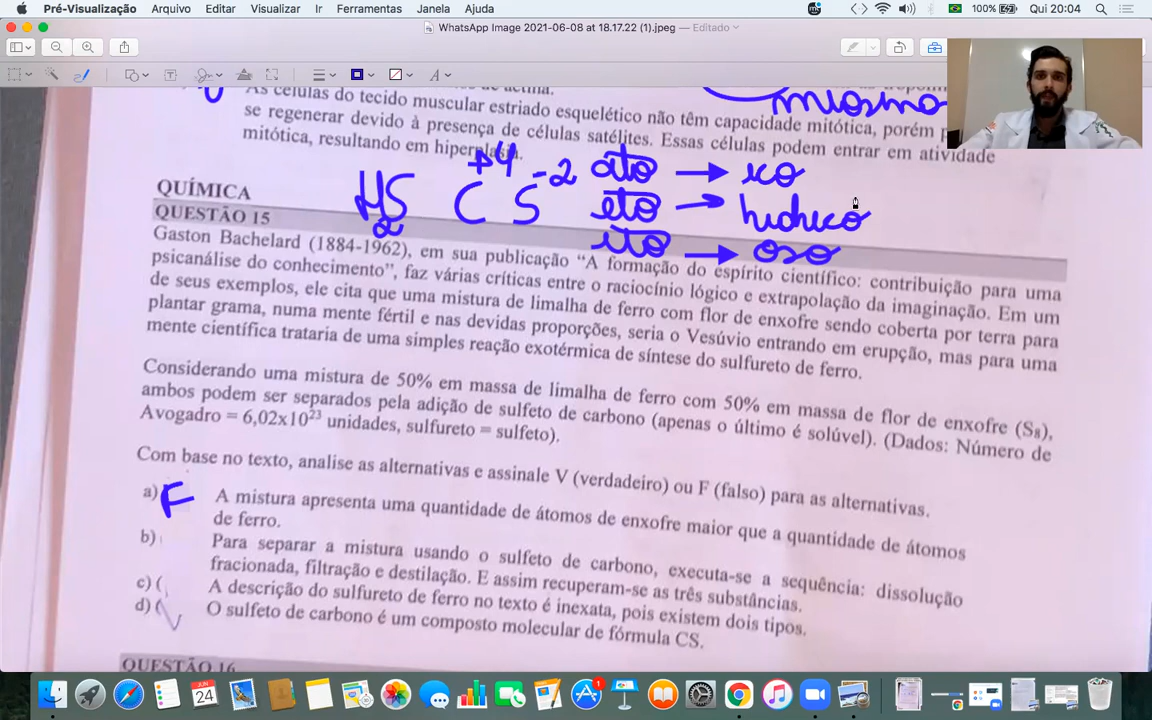 Pré-Visualização Arquivo Editar Visualizar Ir Ferramentas Janela Ajuda 100% Qui 20:04
WhatsApp Image 2021-06-08 at 18.17.22 (1).jpeg — Editado
As células do tecido muscular estriado esquelético não têm capacidade mitótica, porém
se regenerar devido à presença de células satélites. Essas células podem entrar em atividade
mitótica, resultando em hiperplasia.
miosina
+4 -2
H2S C S
ato → ico
eto → hidrico
ito → oso
QUÍMICA
QUESTÃO 15
Gaston Bachelard (1884-1962), em sua publicação “A formação do espírito científico: contribuição para uma
psicanálise do conhecimento”, faz várias críticas entre o raciocínio lógico e extrapolação da imaginação. Em um
de seus exemplos, ele cita que uma mistura de limalha de ferro com flor de enxofre sendo coberta por terra para
plantar grama, numa mente fértil e nas devidas proporções, seria o Vesúvio entrando em erupção, mas para uma
mente científica trataria de uma simples reação exotérmica de síntese do sulfureto de ferro.
Considerando uma mistura de 50% em massa de limalha de ferro com 50% em massa de flor de enxofre (S8),
ambos podem ser separados pela adição de sulfeto de carbono (apenas o último é solúvel). (Dados: Número de
Avogadro = 6,02x10²³ unidades, sulfureto = sulfeto).
Com base no texto, analise as alternativas e assinale V (verdadeiro) ou F (falso) para as alternativas.
a) F A mistura apresenta uma quantidade de átomos de enxofre maior que a quantidade de átomos
de ferro.
b) Para separar a mistura usando o sulfeto de carbono, executa-se a sequência: dissolução
fracionada, filtração e destilação. E assim recuperam-se as três substâncias.
c) ( A descrição do sulfureto de ferro no texto é inexata, pois existem dois tipos.
d) ( V O sulfeto de carbono é um composto molecular de fórmula CS.
QUESTÃO 16
JUN
24
1